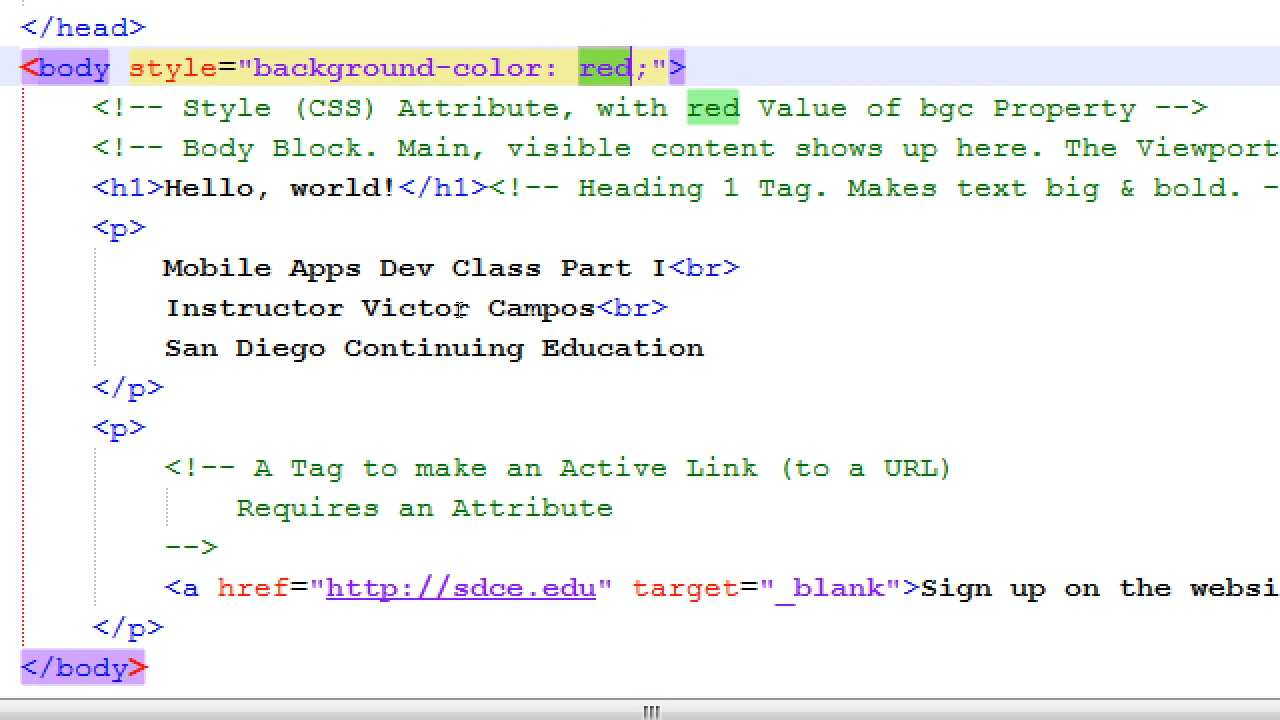 </head>
<body style="background-color: red;">
<!-- Style (CSS) Attribute, with red Value of bgc Property -->
<!-- Body Block. Main, visible content shows up here. The Viewport
<h1>Hello, world!</h1><!-- Heading 1 Tag. Makes text big & bold. -
<p>
Mobile Apps Dev Class Part I<br>
Instructor Victor Campos<br>
San Diego Continuing Education
</p>
<p>
<!-- A Tag to make an Active Link (to a URL)
Requires an Attribute
-->
<a href="http://sdce.edu" target="_blank">Sign up on the websi
</p>
</body>